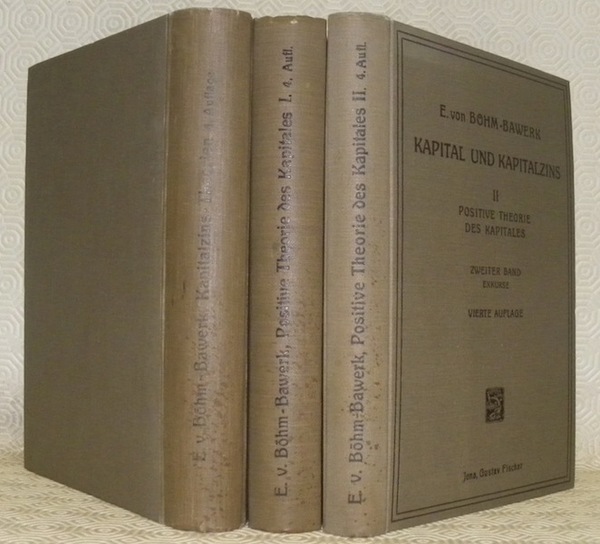 E. v. Böhm-Bawerk, Kapitalzins 4. Auflage
E. v. Böhm-Bawerk, Positive Theorie des Kapitales I. 4. Aufl.
E. v. Böhm-Bawerk, Positive Theorie des Kapitales II. 4. Aufl.
E. von BÖHM-BAWERK
KAPITAL UND KAPITALZINS
II
POSITIVE THEORIE
DES KAPITALES
ZWEITER BAND
EXKURSE
VIERTE AUFLAGE
Jena, Gustav Fischer